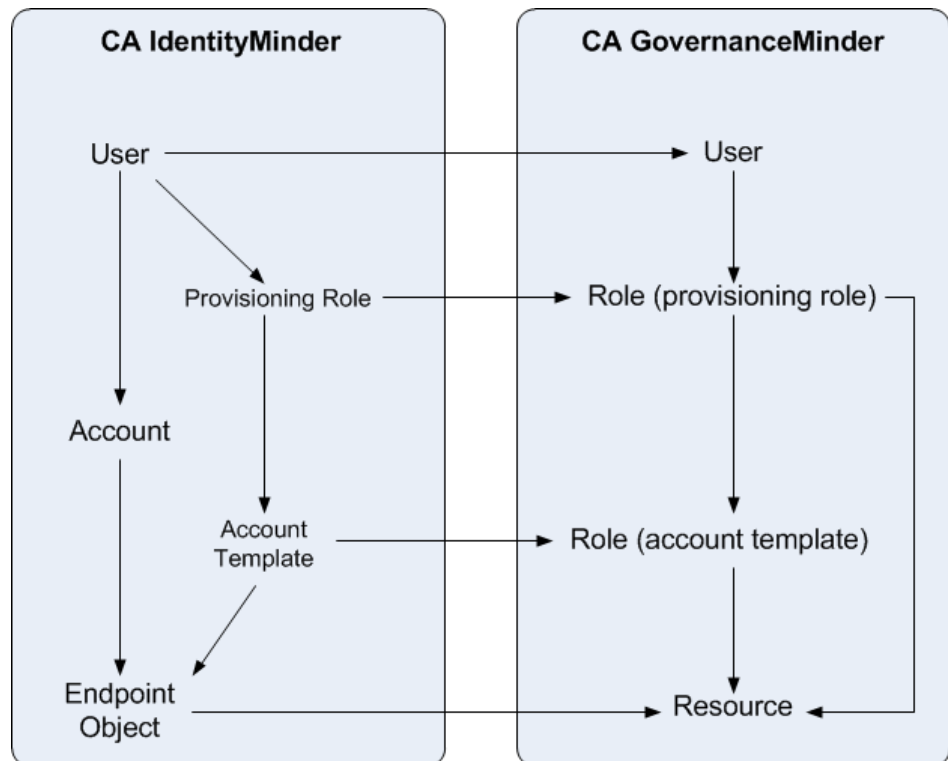 CA IdentityMinder
CA GovernanceMinder
User
User
Provisioning Role
Role (provisioning role)
Account
Account
Template
Role (account template)
Endpoint
Object
Resource